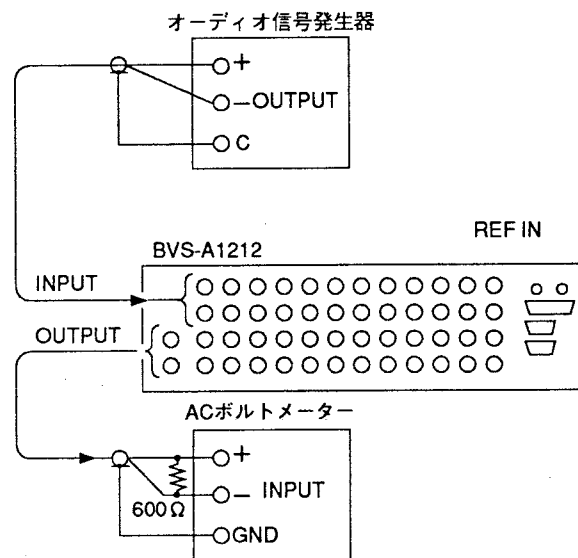 オーディオ信号発生器
+
−OUTPUT
C
REF IN
BVS-A1212
INPUT
OUTPUT
ACボルトメーター
+
− INPUT
600Ω
GND